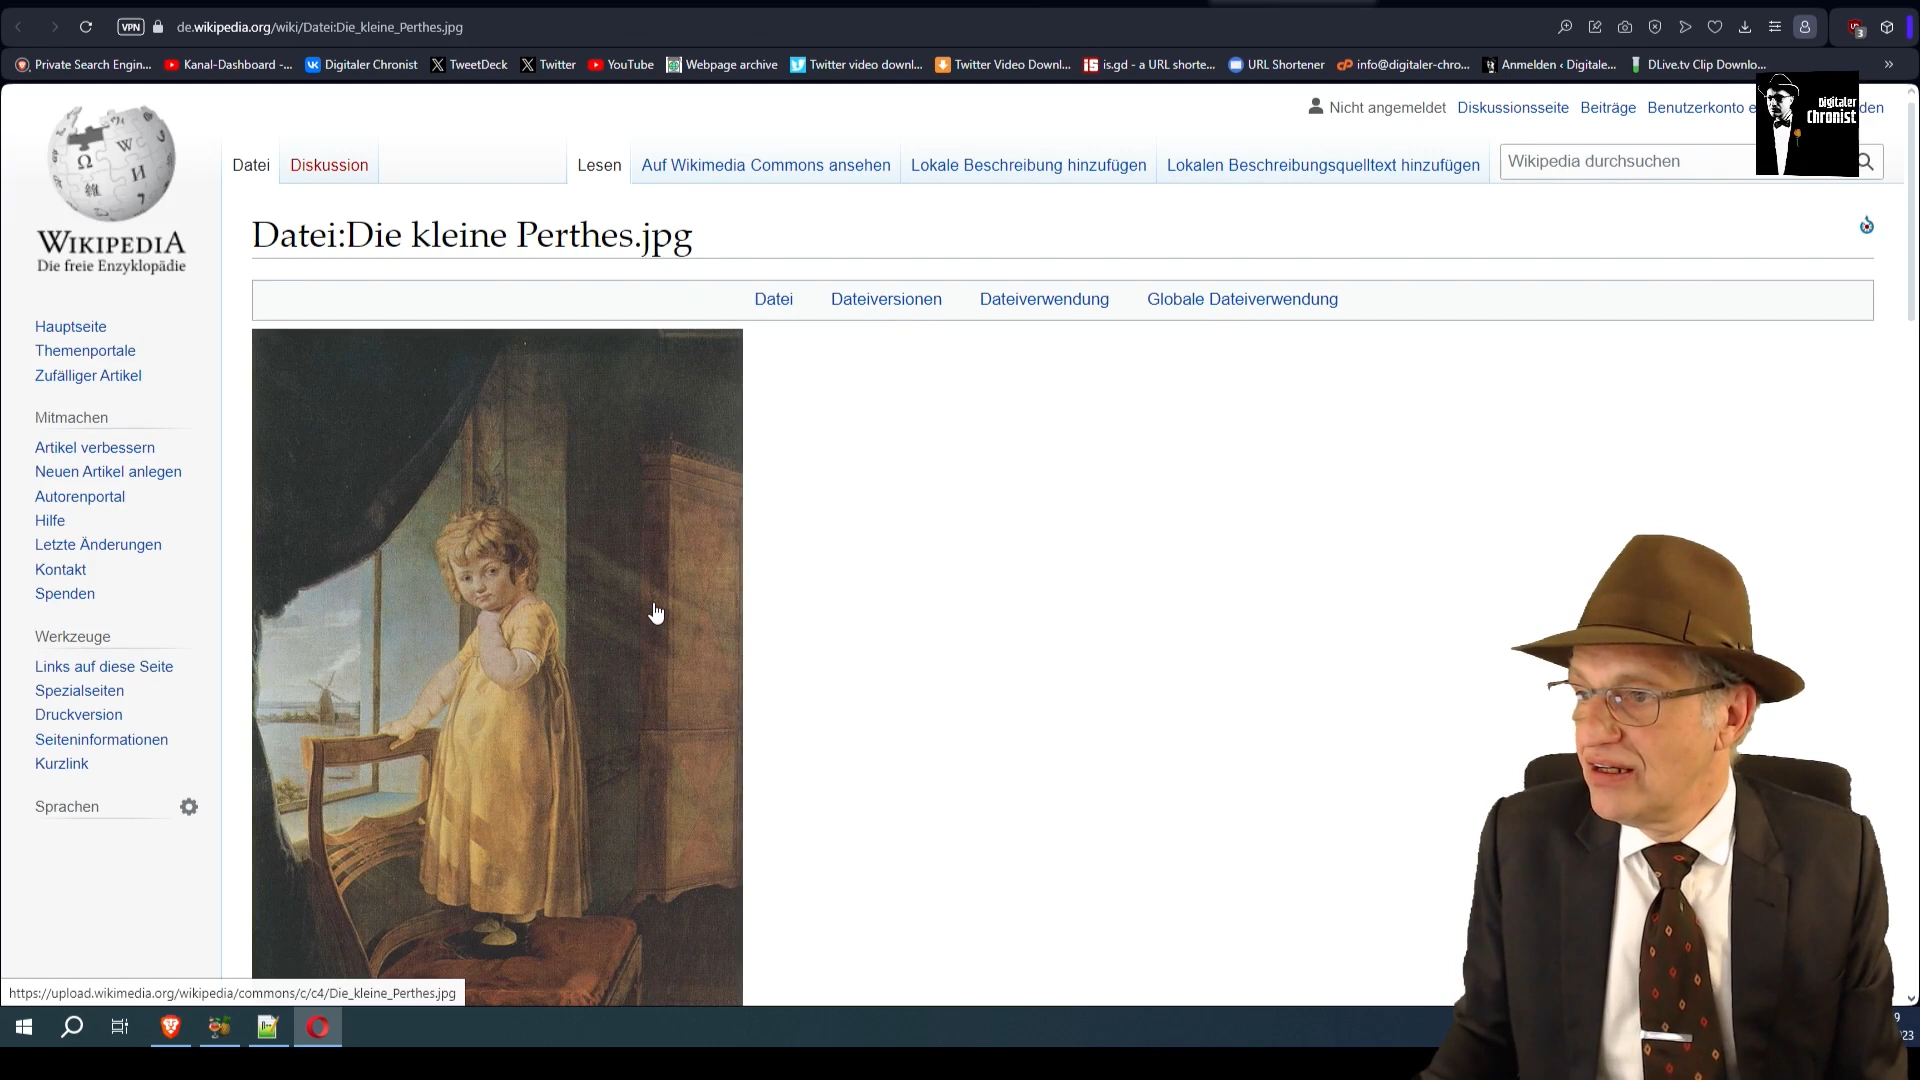 VPN de.wikipedia.org/wiki/Datei:Die_kleine_Perthes.jpg
3
Private Search Engin... Kanal-Dashboard -... Digitaler Chronist TweetDeck Twitter YouTube Webpage archive Twitter video downl... Twitter Video Downl... is.gd - a URL shorte... URL Shortener info@digitaler-chro... Anmelden ‹ Digitale... DLive.tv Clip Downlo... »
Nicht angemeldet Diskussionsseite Beiträge Benutzerkonto e den
Digitaler
Chronist
Datei Diskussion Lesen Auf Wikimedia Commons ansehen Lokale Beschreibung hinzufügen Lokalen Beschreibungsquelltext hinzufügen Wikipedia durchsuchen
WIKIPEDIA
Die freie Enzyklopädie
Datei:Die kleine Perthes.jpg
Datei Dateiversionen Dateiverwendung Globale Dateiverwendung
Hauptseite
Themenportale
Zufälliger Artikel
Mitmachen
Artikel verbessern
Neuen Artikel anlegen
Autorenportal
Hilfe
Letzte Änderungen
Kontakt
Spenden
Werkzeuge
Links auf diese Seite
Spezialseiten
Druckversion
Seiteninformationen
Kurzlink
Sprachen
https://upload.wikimedia.org/wikipedia/commons/c/c4/Die_kleine_Perthes.jpg
9
23